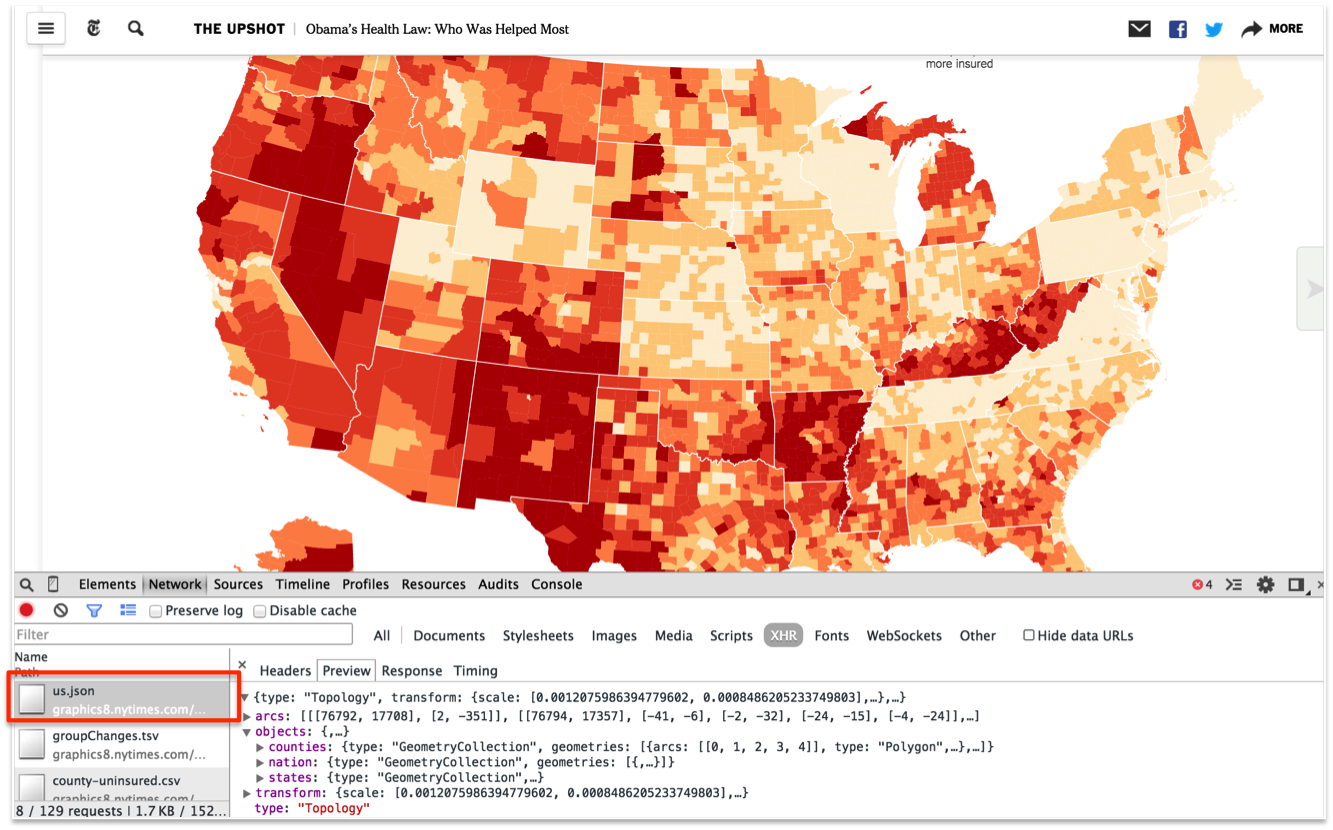 THE UPSHOT | Obama's Health Law: Who Was Helped Most MORE
more insured
Elements Network Sources Timeline Profiles Resources Audits Console 4
Preserve log Disable cache
Filter All Documents Stylesheets Images Media Scripts XHR Fonts WebSockets Other Hide data URLs
Name
Path
× Headers Preview Response Timing
us.json
graphics8.nytimes.com/...
groupChanges.tsv
graphics8.nytimes.com/...
county-uninsured.csv
graphics8.nytimes.com/
8 / 129 requests | 1.7 KB / 152...
▼ {type: "Topology", transform: {scale: [0.0012075986394779602, 0.0008486205233749803],…},…}
▶ arcs: [[[76792, 17708], [2, -351]], [[76794, 17357], [-41, -6], [-2, -32], [-24, -15], [-4, -24]],…]
▼ objects: {,…}
▶ counties: {type: "GeometryCollection", geometries: [{arcs: [[0, 1, 2, 3, 4]], type: "Polygon",…},…]}
▶ nation: {type: "GeometryCollection", geometries: [{,…}]}
▶ states: {type: "GeometryCollection",…}
▶ transform: {scale: [0.0012075986394779602, 0.0008486205233749803],…}
type: "Topology"